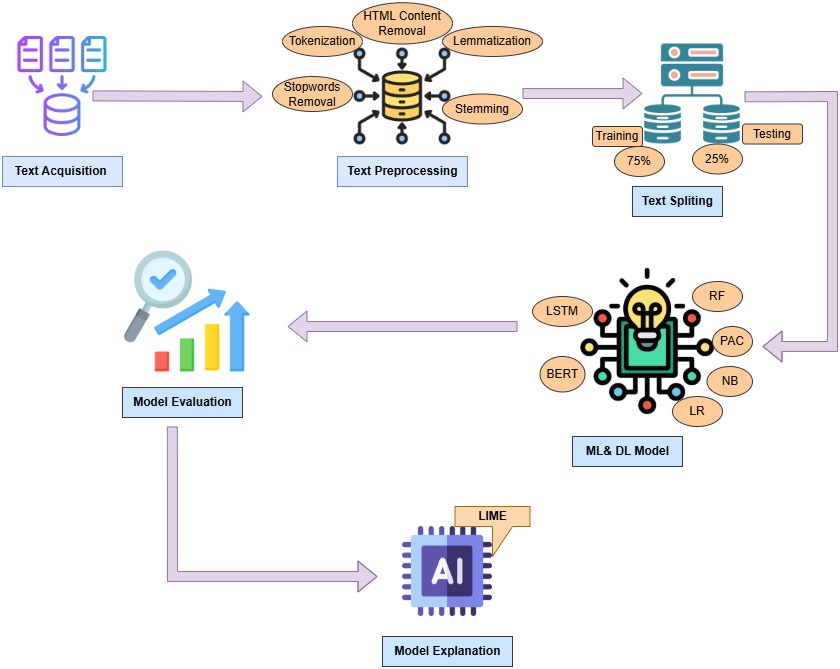 HTML Content
Removal
Tokenization
Lemmatization
Stopwords
Removal
Stemming
Training
Testing
75%
25%
Text Acquisition
Text Preprocessing
Text Spliting
LSTM
RF
PAC
BERT
NB
LR
Model Evaluation
ML& DL Model
LIME
AI
Model Explanation